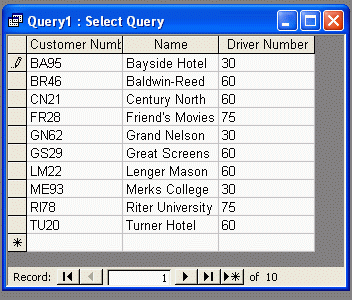 Query1 : Select Query
Customer Numb Name Driver Number
BA95 Bayside Hotel 30
BR46 Baldwin-Reed 60
CN21 Century North 60
FR28 Friend's Movies 75
GN62 Grand Nelson 30
GS29 Great Screens 60
LM22 Lenger Mason 60
ME93 Merks College 30
RI78 Riter University 75
TU20 Turner Hotel 60
Record: 1 of 10